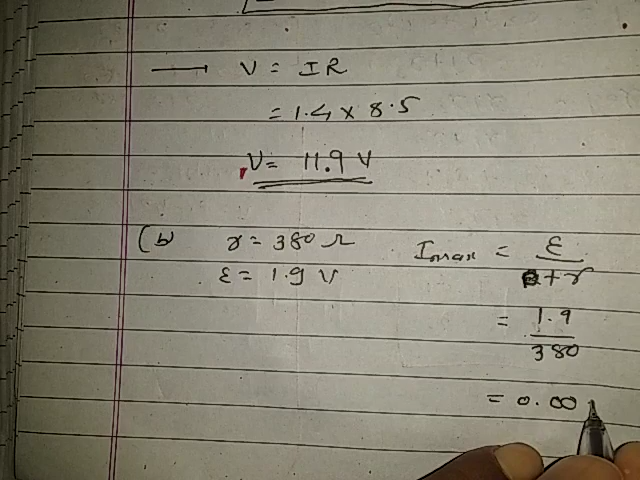 → V = IR
= 1.4 × 8.5
V = 11.9 V
(b) r = 380 Ω
ε = 1.9 V
Imax = ε / R + r
= 1.9 / 380
= 0.00